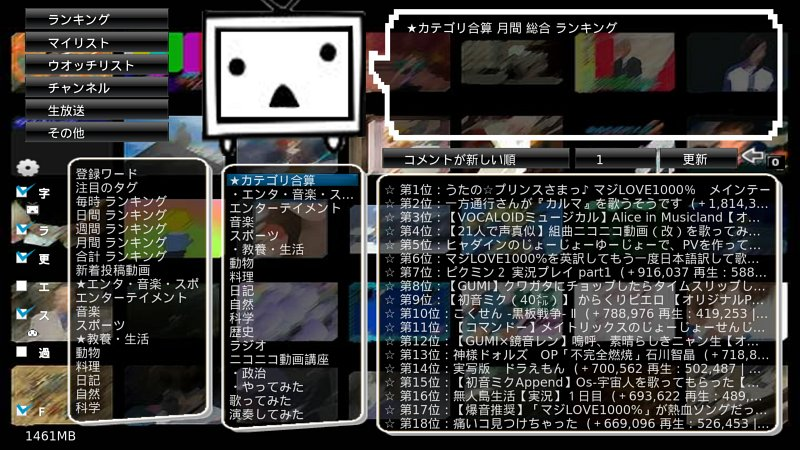 ランキング
マイリスト
ウオッチリスト
チャンネル
生放送
その他
★カテゴリ合算 月間 総合 ランキング
コメントが新しい順
1
更新
0
字
ラ
更
エ
ス
過
F
登録ワード
注目のタグ
毎時 ランキング
日間 ランキング
週間 ランキング
月間 ランキング
合計 ランキング
新着投稿動画
★エンタ・音楽・スポ
エンターテイメント
音楽
スポーツ
★教養・生活
動物
料理
日記
自然
科学
★カテゴリ合算
・エンタ・音楽・ス...
エンターテイメント
音楽
スポーツ
・教養・生活
動物
料理
日記
自然
科学
歴史
ラジオ
ニコニコ動画講座
・政治
・やってみた
歌ってみた
演奏してみた
☆ 第1位：うたの☆プリンスさまっ♪ マジLOVE1000％　メインテー
☆ 第2位：一方通行さんが『カルマ』を歌うそうです（+1,814,3...
☆ 第3位：【VOCALOIDミュージカル】Alice in Musicland【オ...
☆ 第4位：【21人で声真似】組曲ニコニコ動画（改）を歌ってみ...
☆ 第5位：ヒャダインのじょーじょーゆーじょーで、PVを作って...
☆ 第6位：マジLOVE1000%を英訳してもう一度日本語訳して歌...
☆ 第7位：ピクミン２ 実況プレイ part1（+916,037 再生：588...
☆ 第8位：【GUMI】クワガタにチョップしたらタイムスリップし...
☆ 第9位：【初音ミク（40㍍）】からくりピエロ【オリジナルP...
☆ 第10位：こくせん -黒板戦争-Ⅱ（+788,976 再生：419,253 |...
☆ 第11位：【コマンドー】メイトリックスのじょーじょーせんじ...
☆ 第12位：【GUMI×鏡音レン】嗚呼、素晴らしきニャン生【オ...
☆ 第13位：神様ドォルズ　OP「不完全燃焼」石川智晶（+718,8...
☆ 第14位：実写版　ドラえもん（+700,562 再生：502,487 |...
☆ 第15位：【初音ミクAppend】Os-宇宙人を歌ってもらった【...
☆ 第16位：無人島生活【実況】１日目（+693,622 再生：489,...
☆ 第17位：【爆音推奨】「マジLOVE1000%」が熱血ソングだっ...
☆ 第18位：痛いコ見つけちゃった（+669,096 再生：526,453 |...
1461MB